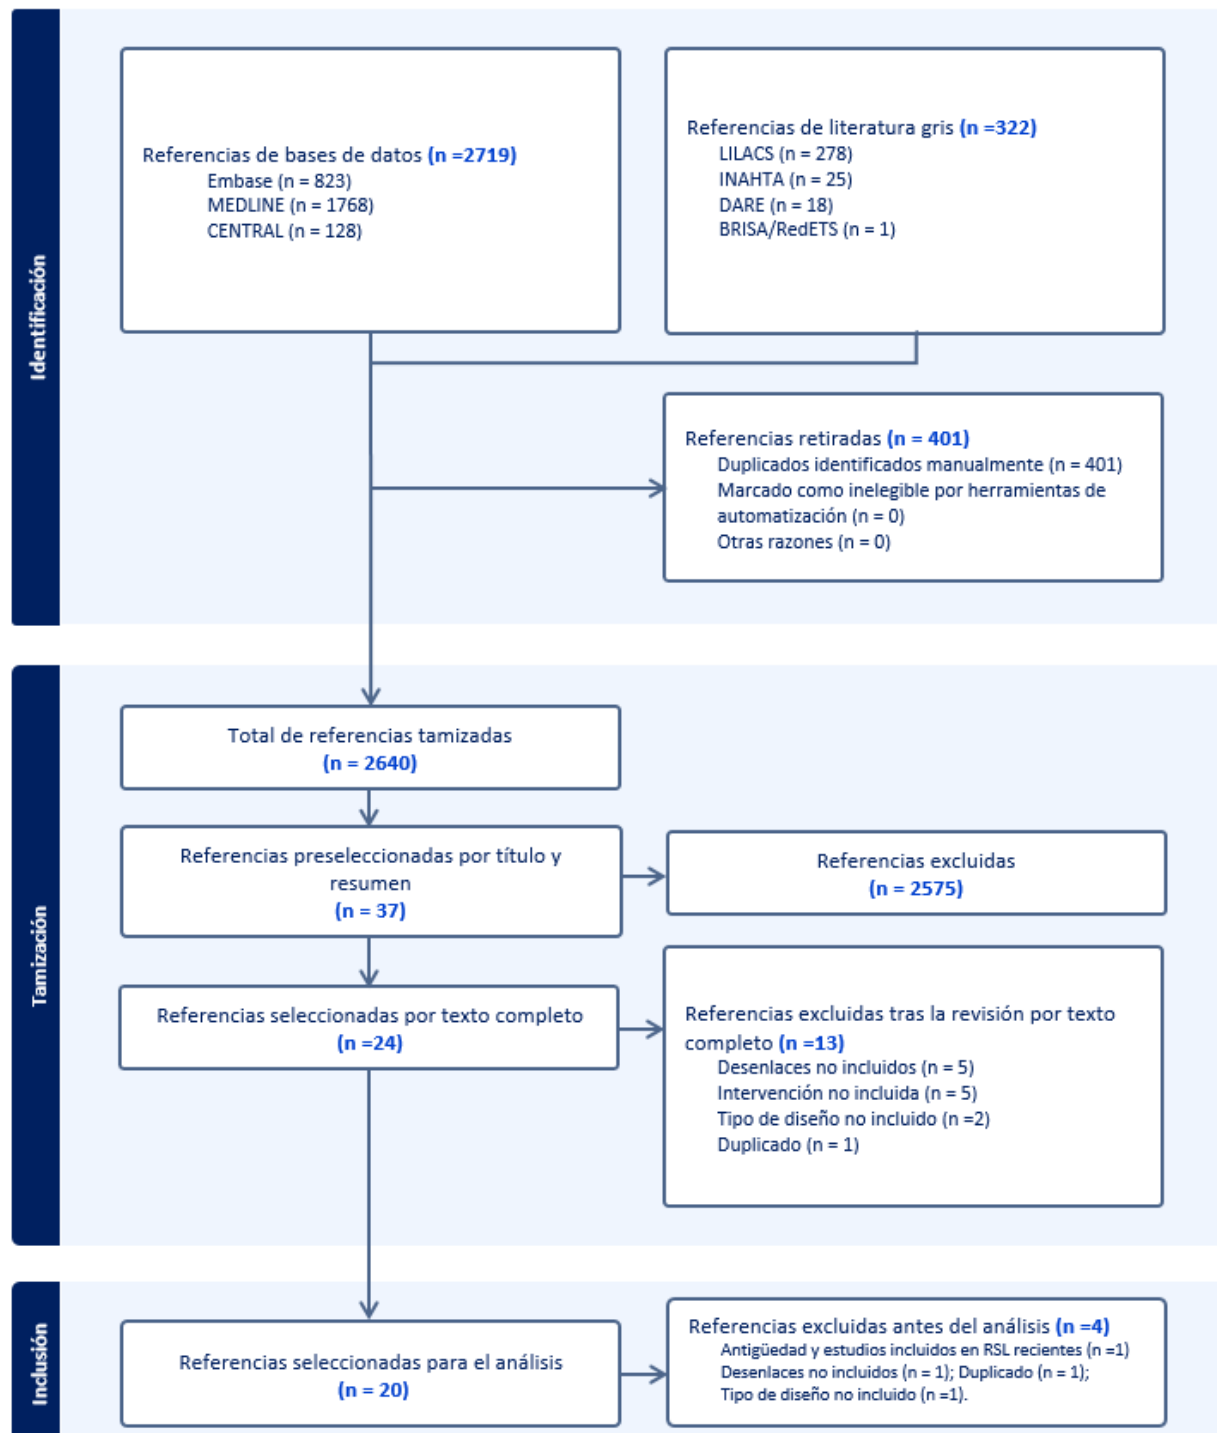 Identificación
Referencias de bases de datos (n =2719)
Embase (n = 823)
MEDLINE (n = 1768)
CENTRAL (n = 128)
Referencias de literatura gris (n =322)
LILACS (n = 278)
INAHTA (n = 25)
DARE (n = 18)
BRISA/RedETS (n = 1)
Referencias retiradas (n = 401)
Duplicados identificados manualmente (n = 401)
Marcado como inelegible por herramientas de
automatización (n = 0)
Otras razones (n = 0)
Tamización
Total de referencias tamizadas
(n = 2640)
Referencias preseleccionadas por título y
resumen
(n = 37)
Referencias excluidas
(n = 2575)
Referencias seleccionadas por texto completo
(n =24)
Referencias excluidas tras la revisión por texto
completo (n =13)
Desenlaces no incluidos (n = 5)
Intervención no incluida (n = 5)
Tipo de diseño no incluido (n =2)
Duplicado (n = 1)
Inclusión
Referencias seleccionadas para el análisis
(n = 20)
Referencias excluidas antes del análisis (n =4)
Antigüedad y estudios incluidos en RSL recientes (n =1)
Desenlaces no incluidos (n = 1); Duplicado (n = 1);
Tipo de diseño no incluido (n =1).